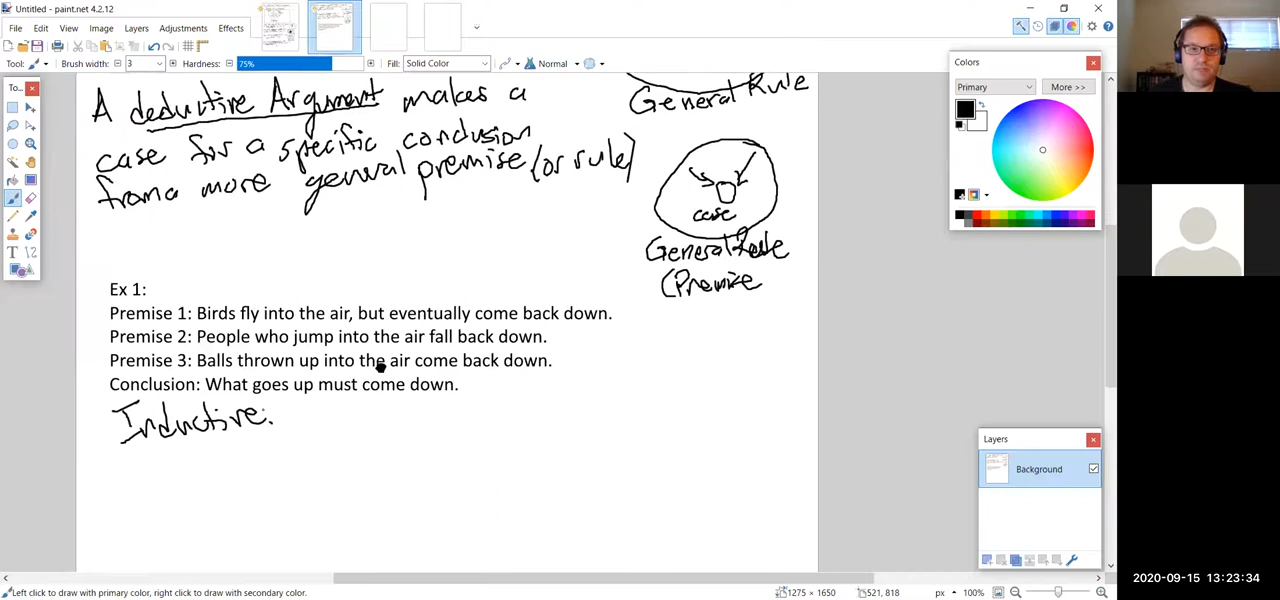 Untitled - paint.net 4.2.12
File Edit View Image Layers Adjustments Effects
Tool: Brush width: 3 Hardness: 75% Fill: Solid Color Normal
To...
A deductive Argument makes a
case for a specific conclusion
from a more general premise (or rule)
General Rule
case
General Rule
(Premise
Ex 1:
Premise 1: Birds fly into the air, but eventually come back down.
Premise 2: People who jump into the air fall back down.
Premise 3: Balls thrown up into the air come back down.
Conclusion: What goes up must come down.
Inductive:
Colors
Primary More >>
Layers
Background
Left click to draw with primary color, right click to draw with secondary color.
1275 × 1650 521, 818 px 100%
2020-09-15 13:23:34